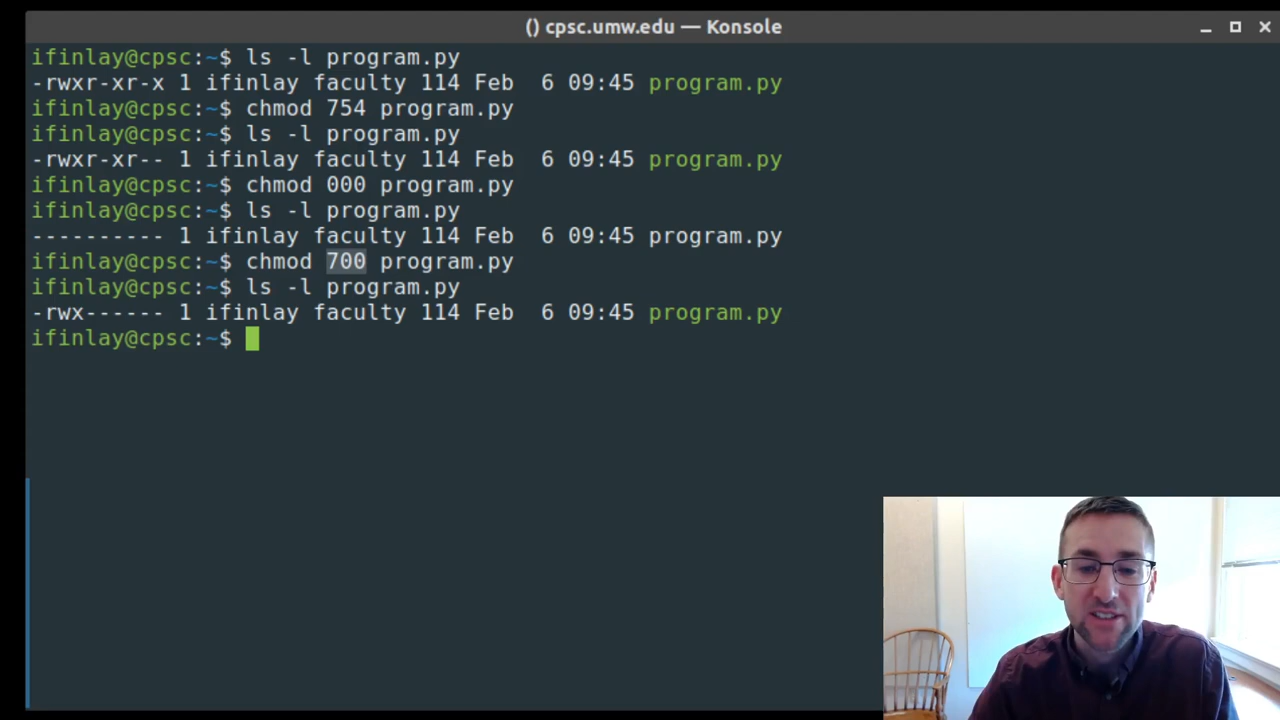 () cpsc.umw.edu — Konsole
ifinlay@cpsc:~$ ls -l program.py
-rwxr-xr-x 1 ifinlay faculty 114 Feb  6 09:45 program.py
ifinlay@cpsc:~$ chmod 754 program.py
ifinlay@cpsc:~$ ls -l program.py
-rwxr-xr-- 1 ifinlay faculty 114 Feb  6 09:45 program.py
ifinlay@cpsc:~$ chmod 000 program.py
ifinlay@cpsc:~$ ls -l program.py
---------- 1 ifinlay faculty 114 Feb  6 09:45 program.py
ifinlay@cpsc:~$ chmod 700 program.py
ifinlay@cpsc:~$ ls -l program.py
-rwx------ 1 ifinlay faculty 114 Feb  6 09:45 program.py
ifinlay@cpsc:~$